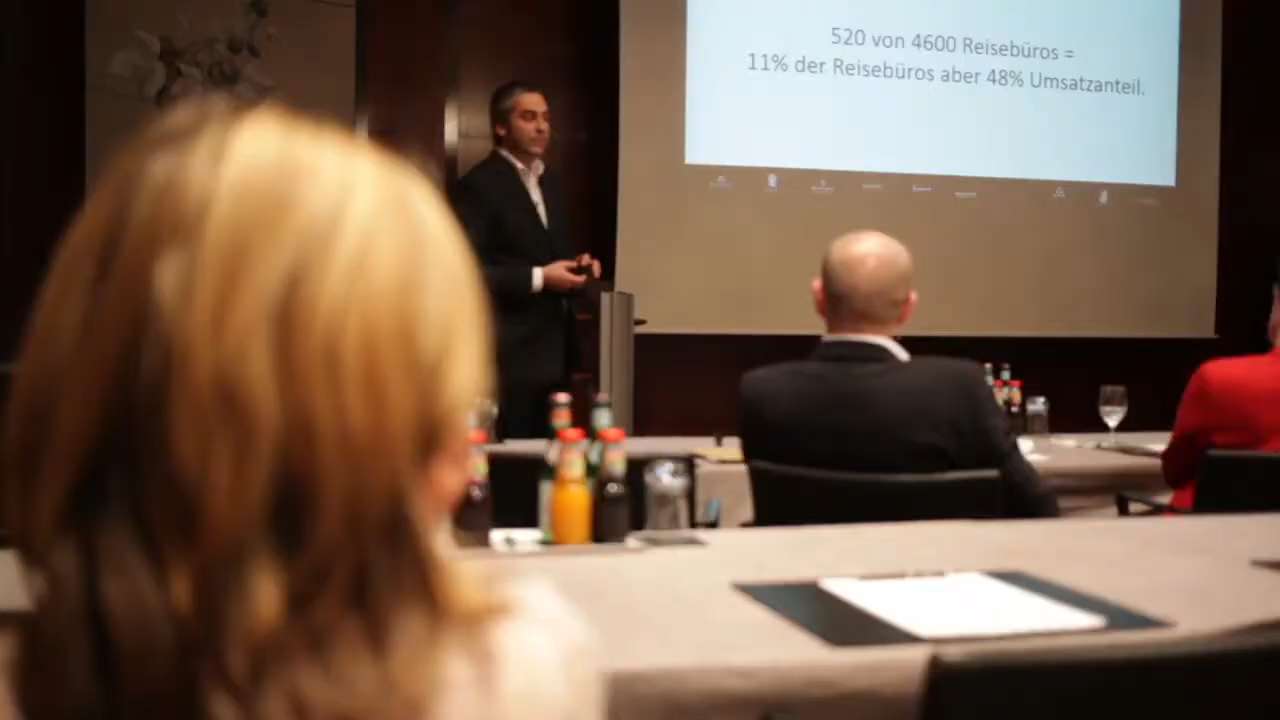 520 von 4600 Reisebüros =
11% der Reisebüros aber 48% Umsatzanteil.